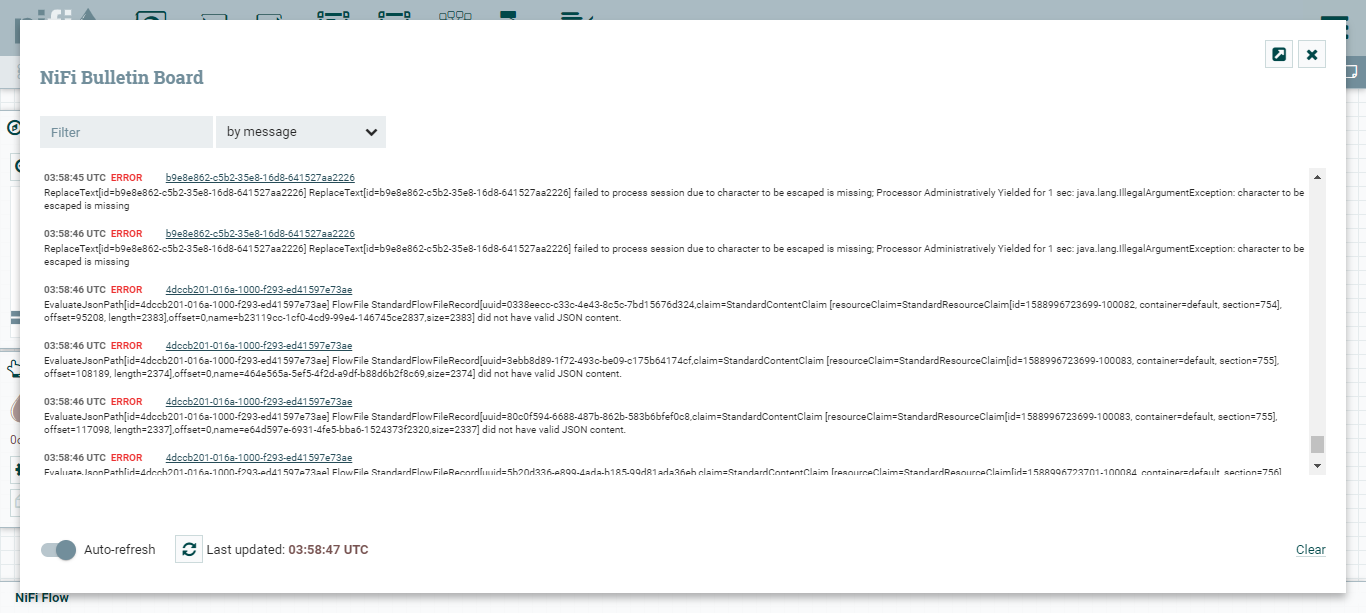 NiFi Bulletin Board
Filter
by message
03:58:45 UTC ERROR b9e8e862-c5b2-35e8-16d8-641527aa2226
ReplaceText[id=b9e8e862-c5b2-35e8-16d8-641527aa2226] ReplaceText[id=b9e8e862-c5b2-35e8-16d8-641527aa2226] failed to process session due to character to be escaped is missing; Processor Administratively Yielded for 1 sec: java.lang.IllegalArgumentException: character to be
escaped is missing
03:58:46 UTC ERROR b9e8e862-c5b2-35e8-16d8-641527aa2226
ReplaceText[id=b9e8e862-c5b2-35e8-16d8-641527aa2226] ReplaceText[id=b9e8e862-c5b2-35e8-16d8-641527aa2226] failed to process session due to character to be escaped is missing; Processor Administratively Yielded for 1 sec: java.lang.IllegalArgumentException: character to be
escaped is missing
03:58:46 UTC ERROR 4dccb201-016a-1000-f293-ed41597e73ae
EvaluateJsonPath[id=4dccb201-016a-1000-f293-ed41597e73ae] FlowFile StandardFlowFileRecord[uuid=0338eecc-c33c-4e43-8c5c-7bd15676d324,claim=StandardContentClaim [resourceClaim=StandardResourceClaim[id=1588996723699-100082, container=default, section=754],
offset=95208, length=2383],offset=0,name=b23119cc-1cf0-4cd9-99e4-146745ce2837,size=2383] did not have valid JSON content.
03:58:46 UTC ERROR 4dccb201-016a-1000-f293-ed41597e73ae
EvaluateJsonPath[id=4dccb201-016a-1000-f293-ed41597e73ae] FlowFile StandardFlowFileRecord[uuid=3ebb8d89-1f72-493c-be09-c175b64174cf,claim=StandardContentClaim [resourceClaim=StandardResourceClaim[id=1588996723699-100083, container=default, section=755],
offset=108189, length=2374],offset=0,name=464e565a-5ef5-4f2d-a9df-b88d6b2f8c69,size=2374] did not have valid JSON content.
03:58:46 UTC ERROR 4dccb201-016a-1000-f293-ed41597e73ae
EvaluateJsonPath[id=4dccb201-016a-1000-f293-ed41597e73ae] FlowFile StandardFlowFileRecord[uuid=80c0f594-6688-487b-862b-583b6bfef0c8,claim=StandardContentClaim [resourceClaim=StandardResourceClaim[id=1588996723699-100083, container=default, section=755],
offset=117098, length=2337],offset=0,name=e64d597e-6931-4fe5-bba6-1524373f2320,size=2337] did not have valid JSON content.
03:58:46 UTC ERROR 4dccb201-016a-1000-f293-ed41597e73ae
EvaluateJsonPath[id=4dccb201-016a-1000-f293-ed41597e73ae] FlowFile StandardFlowFileRecord[uuid=5b20d336-e899-4ada-b185-99d81ada36eb,claim=StandardContentClaim [resourceClaim=StandardResourceClaim[id=1588996723701-100084, container=default, section=756]
Auto-refresh
Last updated: 03:58:47 UTC
Clear
NiFi Flow